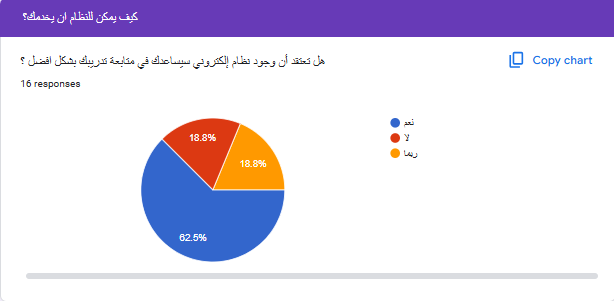 كيف يمكن للنظام ان يخدمك؟
هل تعتقد أن وجود نظام إلكتروني سيساعدك في متابعة تدريبك بشكل افضل ؟
Copy chart
16 responses
نعم
لا
ربما
18.8%
18.8%
62.5%